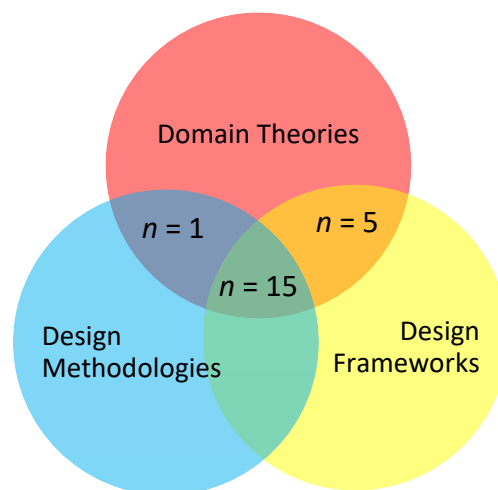 Domain Theories
n = 1
n = 5
n = 15
Design
Methodologies
Design
Frameworks